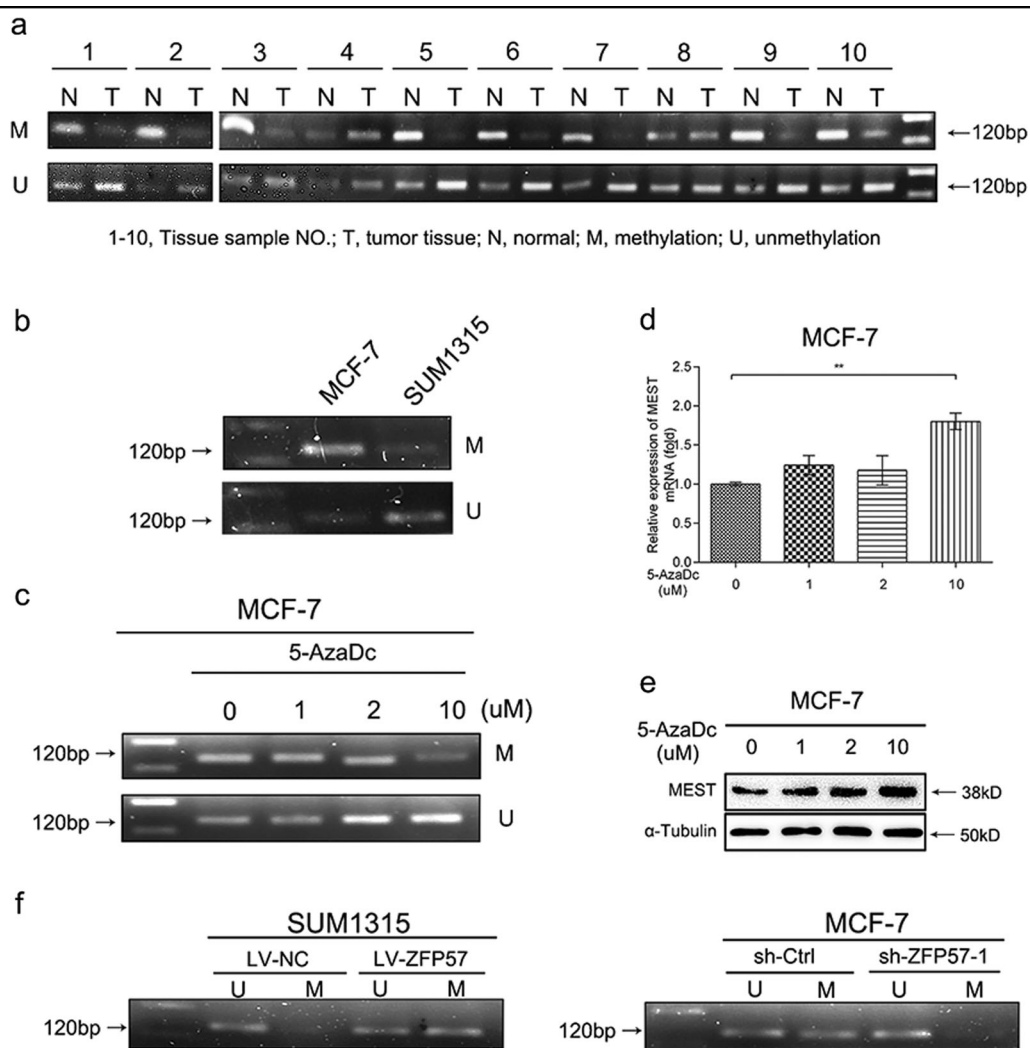 a
1 2 3 4 5 6 7 8 9 10
N T N T N T N T N T N T N T N T N T N T
M ←120bp
U ←120bp
1-10, Tissue sample NO.; T, tumor tissue; N, normal; M, methylation; U, unmethylation
b
MCF-7 SUM1315
120bp → M
120bp → U
c
MCF-7
5-AzaDc
0 1 2 10 (uM)
120bp → M
120bp → U
d
MCF-7
Relative expression of MEST
mRNA (fold)
2.5
2.0
1.5
1.0
0.5
0.0
**
5-AzaDc
(uM)
0 1 2 10
e
MCF-7
5-AzaDc
(uM)
0 1 2 10
MEST ← 38kD
α-Tubulin ← 50kD
f
SUM1315
LV-NC LV-ZFP57
U M U M
120bp →
MCF-7
sh-Ctrl sh-ZFP57-1
U M U M
120bp →